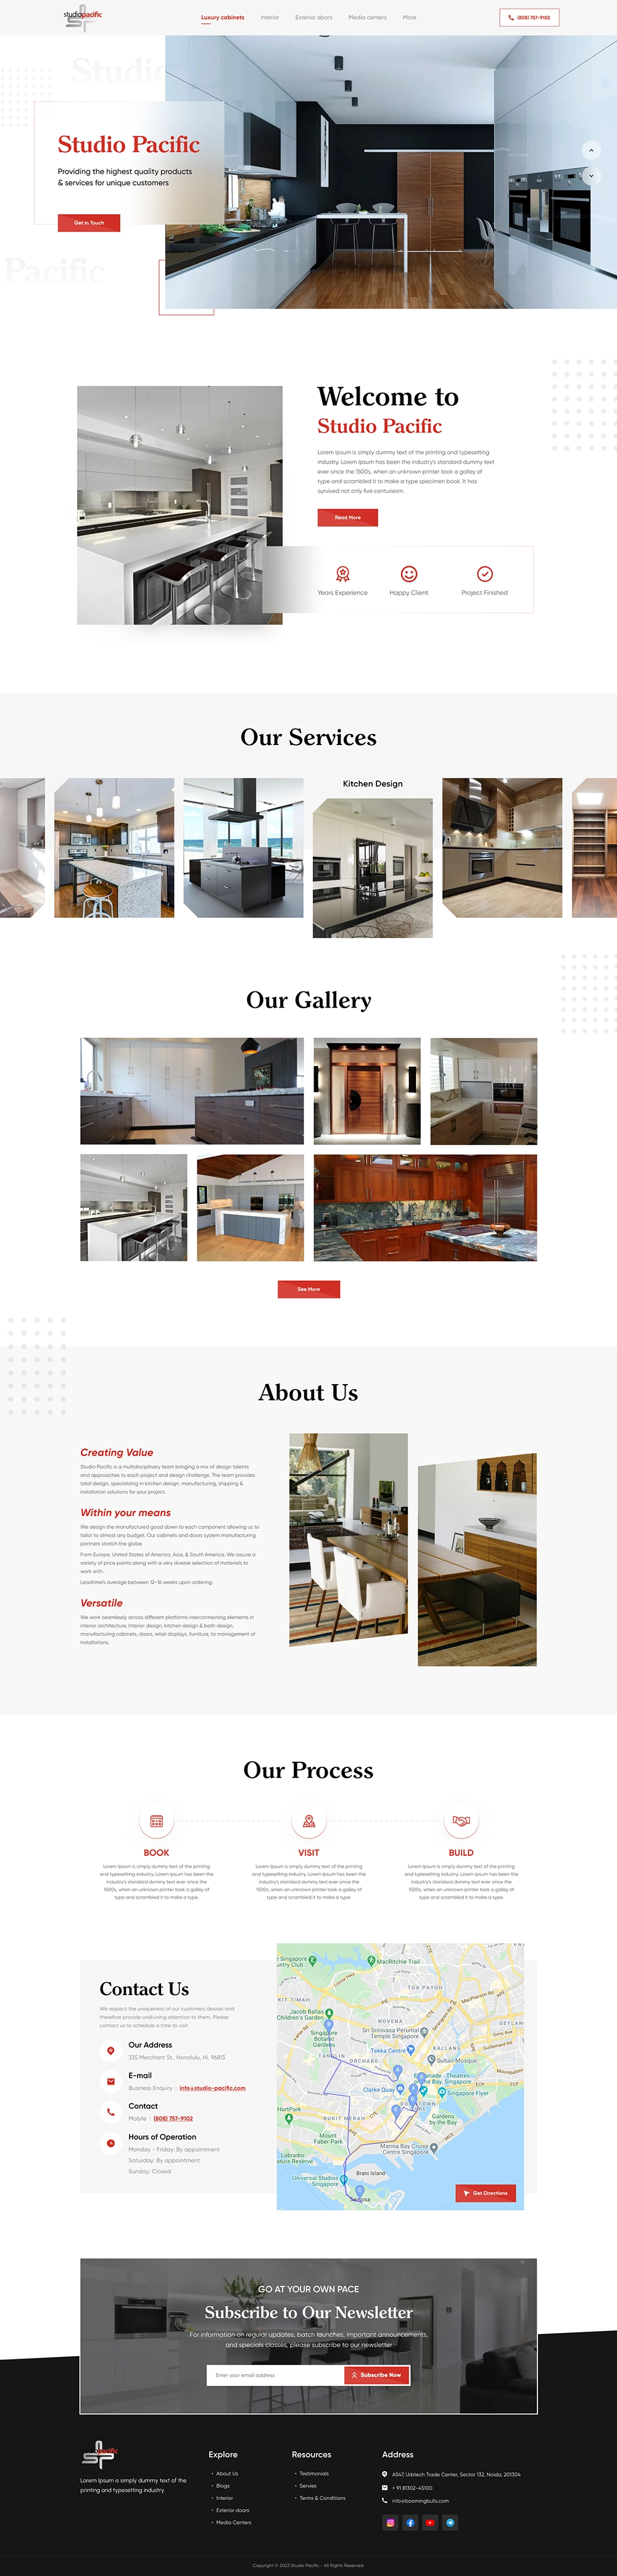 studiopacific
Luxury cabinets
Interior
Exterior doors
Media centers
More
(808) 757-9102
Studio
Studio Pacific
Providing the highest quality products
& services for unique customers
Get in Touch
Pacific
Welcome to
Studio Pacific
Lorem Ipsum is simply dummy text of the printing and typesetting
industry. Lorem Ipsum has been the industry's standard dummy text
ever since the 1500s, when an unknown printer took a galley of
type and scrambled it to make a type specimen book. It has
survived not only five centuriesm.
Read More
Years Experience
Happy Client
Project Finished
Our Services
Kitchen Design
Our Gallery
See More
About Us
Creating Value
Studio Pacific is a multidisciplinary team bringing a mix of design talents
and approaches to each project and design challenge. The team provides
total design, specializing in kitchen design, manufacturing, shipping &
installation solutions for your project.
Within your means
We design the manufactured good down to each component allowing us to
tailor to almost any budget. Our cabinets and doors system manufacturing
partners stretch the globe.
From Europe, United States of America, Asia, & South America. We assure a
variety of price points along with a very diverse selection of materials to
work with.
Leadtime's average between 12-16 weeks upon ordering.
Versatile
We work seamlessly across different platforms interconnecting elements in
interior architecture, Interior design, kitchen design & bath design,
manufacturing cabinets, doors, retail displays, furniture, to management of
installations.
Our Process
BOOK
Lorem Ipsum is simply dummy text of the printing
and typesetting industry. Lorem Ipsum has been the
industry's standard dummy text ever since the
1500s, when an unknown printer took a galley of
type and scrambled it to make a type.
VISIT
Lorem Ipsum is simply dummy text of the printing
and typesetting industry. Lorem Ipsum has been the
industry's standard dummy text ever since the
1500s, when an unknown printer took a galley of
type and scrambled it to make a type.
BUILD
Lorem Ipsum is simply dummy text of the printing
and typesetting industry. Lorem Ipsum has been the
industry's standard dummy text ever since the
1500s, when an unknown printer took a galley of
type and scrambled it to make a type.
Contact Us
We respect the uniqueness of our customers desires and
therefore provide undivining attention to them. Please
contact us to schedule a time to visit
Our Address
335 Merchant St., Honolulu, Hi. 96813
E-mail
Business Enquiry : info@studio-pacific.com
Contact
Mobile : (808) 757-9102
Hours of Operation
Monday - Friday: By appointment
Saturday: By appointment
Sunday: Closed
Singapore
MacRitchie Trail
TOA PAYOH
KIT TIMAH
MacPherson Rd
Jacob Ballas
Children's Garden
NOVENA
GEYLAN
Sri Srinivasa Perumal
Temple Singapore
Singapore
Botanic
Gardens
Tekka Centre
KALLANG
TANGLIN
ORCHARD
Sultan Mosque
Esplanade - Theatres
on the Bay, Singapore
Clarke Quay
Singapore Flyer
HortPark
BUKIT MERAH
Gardens
by the Bay
Mount
Faber Park
Marina Bay Cruise
Centre Singapore
Labrador
ature Reserve
Brani Island
Universal Studios
Singapore
Sentosa
ECP
ECP
Get Directions
GO AT YOUR OWN PACE
Subscribe to Our Newsletter
For information on regular updates, batch launches, important announcements,
and specials classes, please subscribe to our newsletter
Enter your email address
Subscribe Now
pacific
Lorem Ipsum is simply dummy text of the
printing and typesetting industry.
Explore
• About Us
• Blogs
• Interior
• Exterior doors
• Media Centers
Resources
• Testimonials
• Servies
• Terms & Conditions
Address
A547, Urbtech Trade Center, Sector 132, Noida, 201304
+ 91 81302-45100
info@boomingbulls.com
Copyright © 2023 Studio Pacific - All Rights Reserved